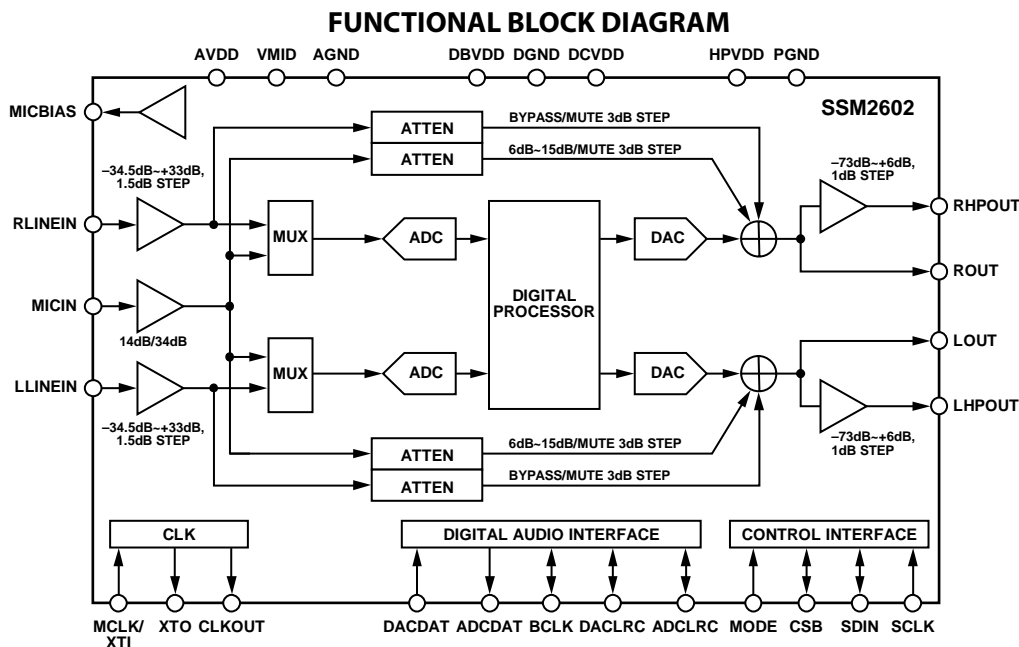 FUNCTIONAL BLOCK DIAGRAM
AVDD VMID AGND DBVDD DGND DCVDD HPVDD PGND
MICBIAS
SSM2602
ATTEN
BYPASS/MUTE 3dB STEP
ATTEN
6dB~15dB/MUTE 3dB STEP
–34.5dB~+33dB,
1.5dB STEP
–73dB~+6dB,
1dB STEP
RLINEIN
MUX
ADC
DAC
RHPOUT
ROUT
MICIN
14dB/34dB
DIGITAL
PROCESSOR
LOUT
LLINEIN
MUX
ADC
DAC
LHPOUT
–34.5dB~+33dB,
1.5dB STEP
–73dB~+6dB,
1dB STEP
ATTEN
6dB~15dB/MUTE 3dB STEP
ATTEN
BYPASS/MUTE 3dB STEP
CLK
DIGITAL AUDIO INTERFACE
CONTROL INTERFACE
MCLK/
XTI
XTO
CLKOUT
DACDAT
ADCDAT
BCLK
DACLRC
ADCLRC
MODE
CSB
SDIN
SCLK